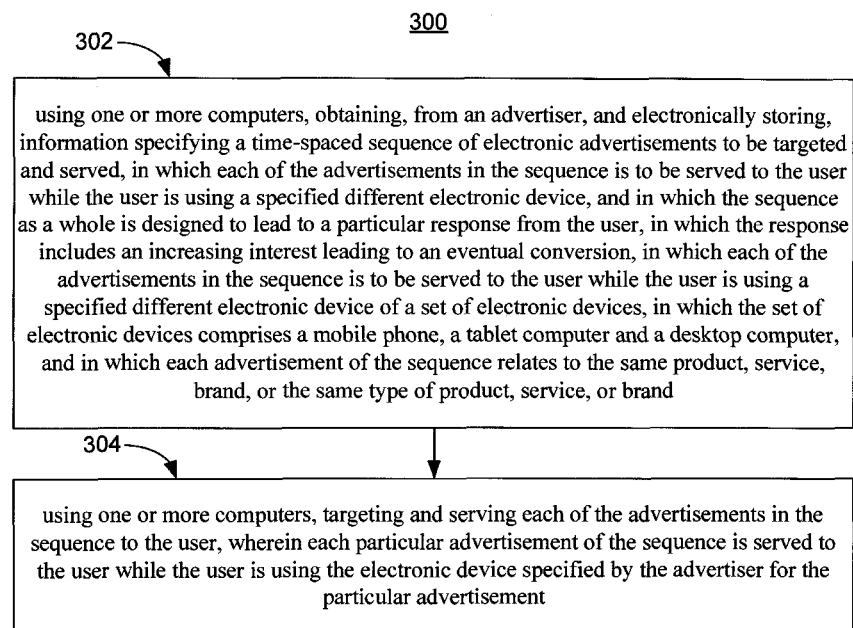 300
302
using one or more computers, obtaining, from an advertiser, and electronically storing,
information specifying a time-spaced sequence of electronic advertisements to be targeted
and served, in which each of the advertisements in the sequence is to be served to the user
while the user is using a specified different electronic device, and in which the sequence
as a whole is designed to lead to a particular response from the user, in which the response
includes an increasing interest leading to an eventual conversion, in which each of the
advertisements in the sequence is to be served to the user while the user is using a
specified different electronic device of a set of electronic devices, in which the set of
electronic devices comprises a mobile phone, a tablet computer and a desktop computer,
and in which each advertisement of the sequence relates to the same product, service,
brand, or the same type of product, service, or brand
304
using one or more computers, targeting and serving each of the advertisements in the
sequence to the user, wherein each particular advertisement of the sequence is served to
the user while the user is using the electronic device specified by the advertiser for the
particular advertisement